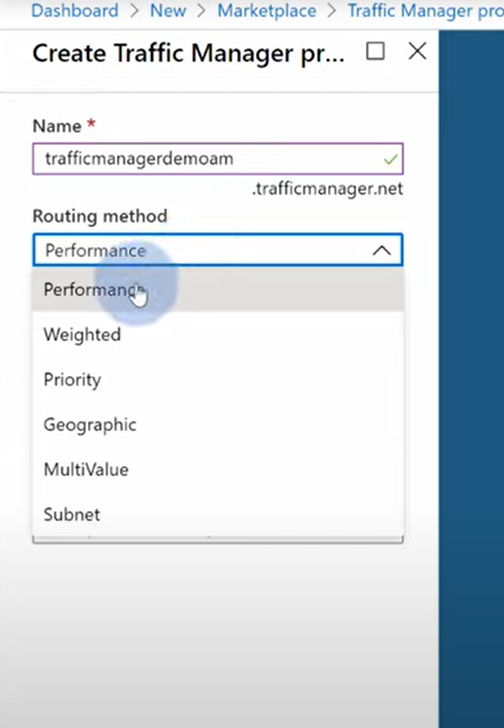 Dashboard > New > Marketplace > Traffic Manager pro
Create Traffic Manager pr...
Name *
trafficmanagerdemoam
.trafficmanager.net
Routing method
Performance
Performance
Weighted
Priority
Geographic
MultiValue
Subnet